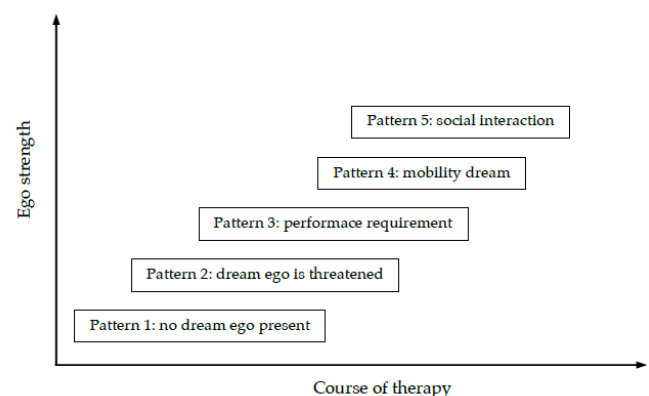 Ego strength
Pattern 5: social interaction
Pattern 4: mobility dream
Pattern 3: performace requirement
Pattern 2: dream ego is threatened
Pattern 1: no dream ego present
Course of therapy